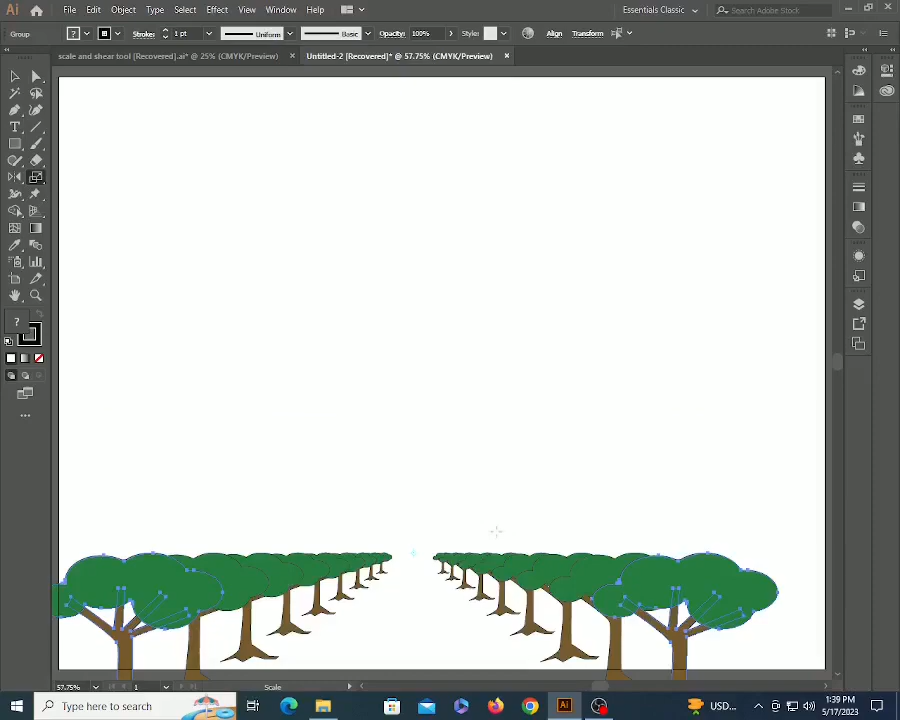 Ai File Edit Object Type Select Effect View Window Help Essentials Classic Search Adobe Stock
Group ? Stroke: 1 pt Uniform Basic Opacity: 100% Style: Align Transform
scale and shear tool [Recovered].ai* @ 25% (CMYK/Preview) × Untitled-2 [Recovered]* @ 57.75% (CMYK/Preview) ×
?
57.75% 1 Scale
Type here to search Ai USD... 1:39 PM
5/17/2023